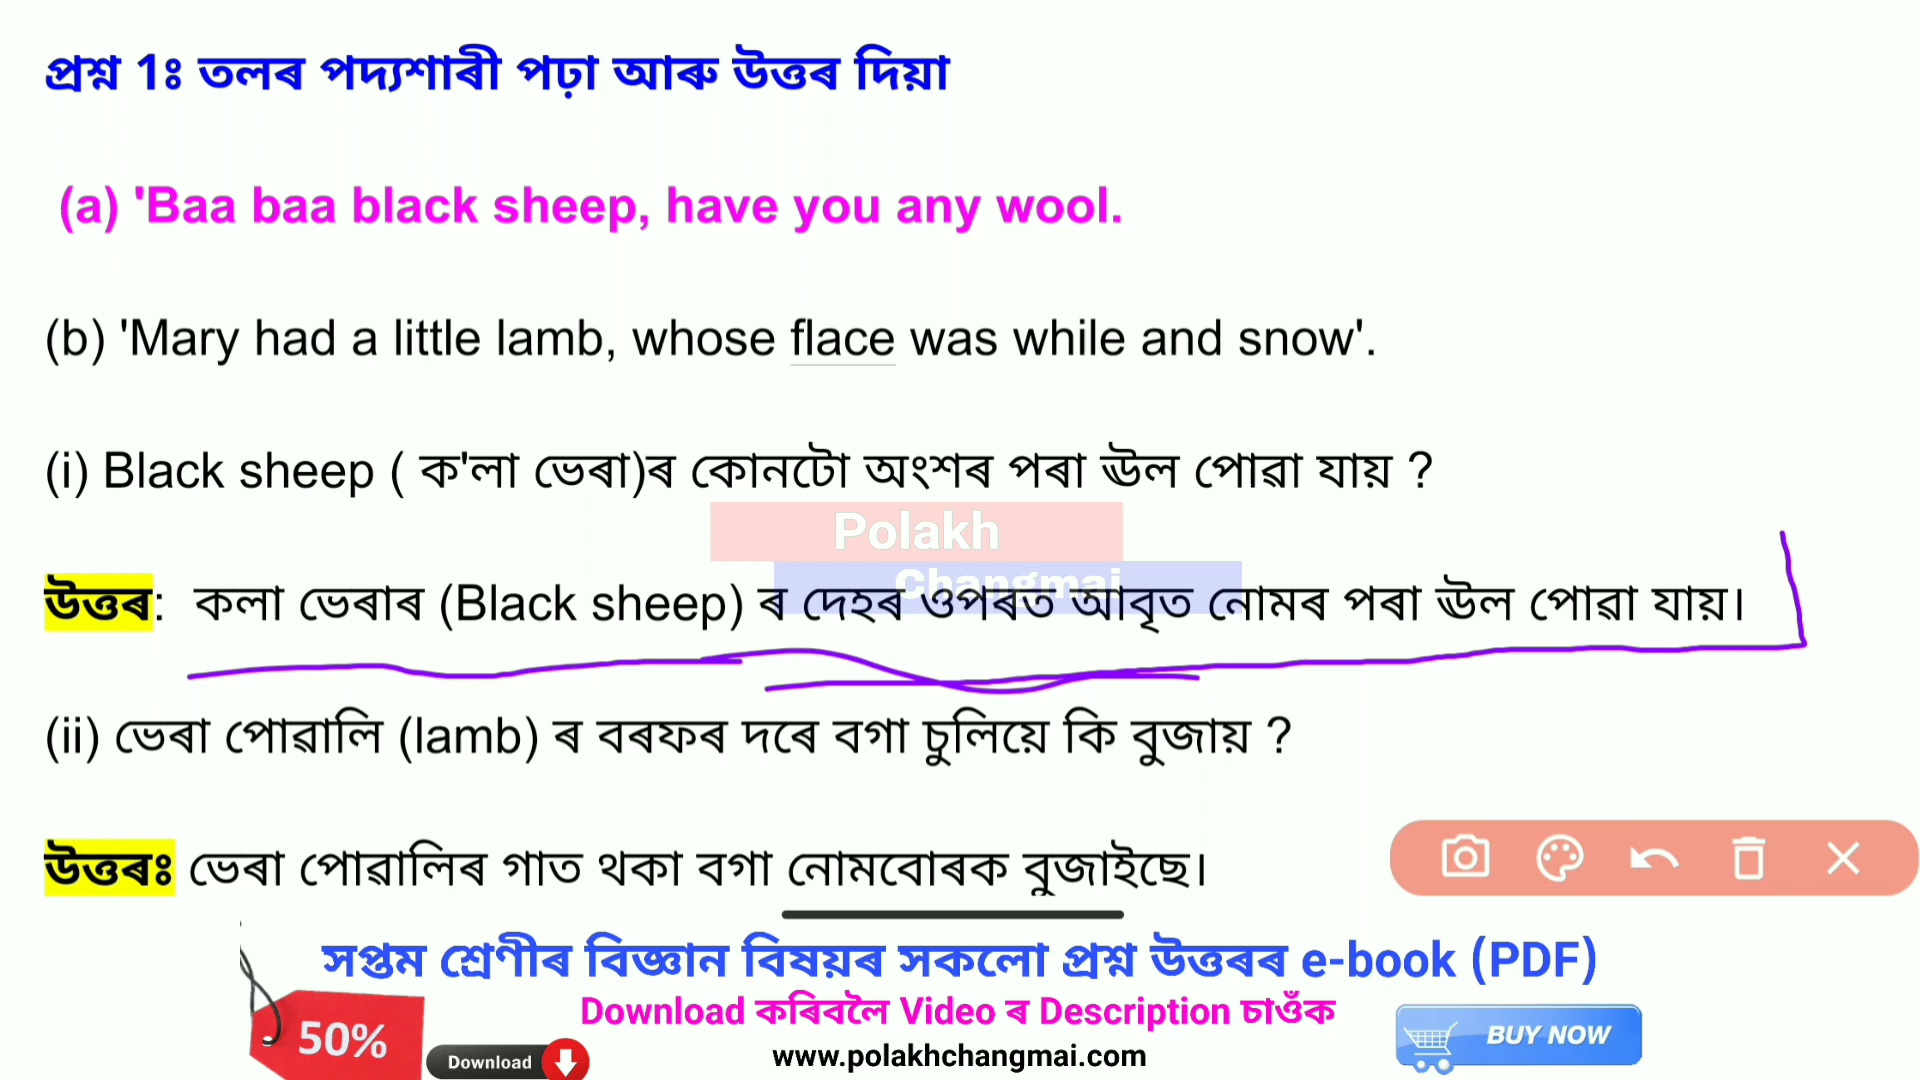 প্ৰশ্ন 1ঃ তলৰ পদ্যশাৰী পঢ়া আৰু উত্তৰ দিয়া
(a) 'Baa baa black sheep, have you any wool.
(b) 'Mary had a little lamb, whose flace was while and snow'.
(i) Black sheep ( ক'লা ভেৰা)ৰ কোনটো অংশৰ পৰা ঊল পোৱা যায় ?
Polakh
Changmai
উত্তৰ: কলা ভেৰাৰ (Black sheep) ৰ দেহৰ ওপৰত আবৃত নোমৰ পৰা ঊল পোৱা যায়।
(ii) ভেৰা পোৱালি (lamb) ৰ বৰফৰ দৰে বগা চুলিয়ে কি বুজায় ?
উত্তৰঃ ভেৰা পোৱালিৰ গাত থকা বগা নোমবোৰক বুজাইছে।
সপ্তম শ্ৰেণীৰ বিজ্ঞান বিষয়ৰ সকলো প্ৰশ্ন উত্তৰৰ e-book (PDF)
Download কৰিবলৈ Video ৰ Description চাওঁক
50%
Download
www.polakhchangmai.com
BUY NOW